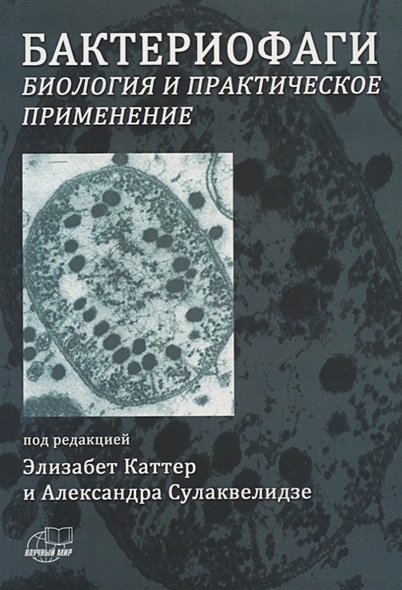 БАКТЕРИОФАГИ
БИОЛОГИЯ И ПРАКТИЧЕСКОЕ
ПРИМЕНЕНИЕ
под редакцией
Элизабет Каттер
и Александра Сулаквелидзе
НАУЧНЫЙ МИР